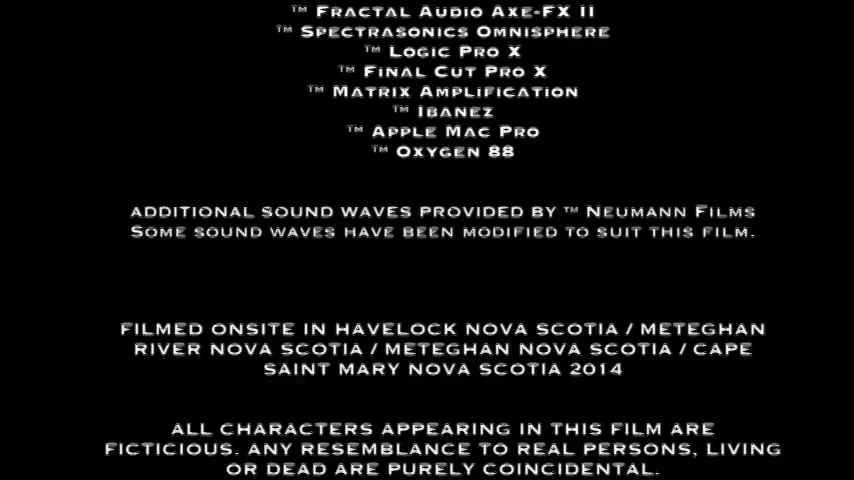 ™ Fractal Audio Axe-FX II
™ Spectrasonics Omnisphere
™ Logic Pro X
™ Final Cut Pro X
™ Matrix Amplification
™ Ibanez
™ Apple Mac Pro
™ Oxygen 88
ADDITIONAL SOUND WAVES PROVIDED BY ™ Neumann Films
Some sound waves have been modified to suit this film.
FILMED ONSITE IN HAVELOCK NOVA SCOTIA / METEGHAN
RIVER NOVA SCOTIA / METEGHAN NOVA SCOTIA / CAPE
SAINT MARY NOVA SCOTIA 2014
ALL CHARACTERS APPEARING IN THIS FILM ARE
FICTICIOUS. ANY RESEMBLANCE TO REAL PERSONS, LIVING
OR DEAD ARE PURELY COINCIDENTAL.